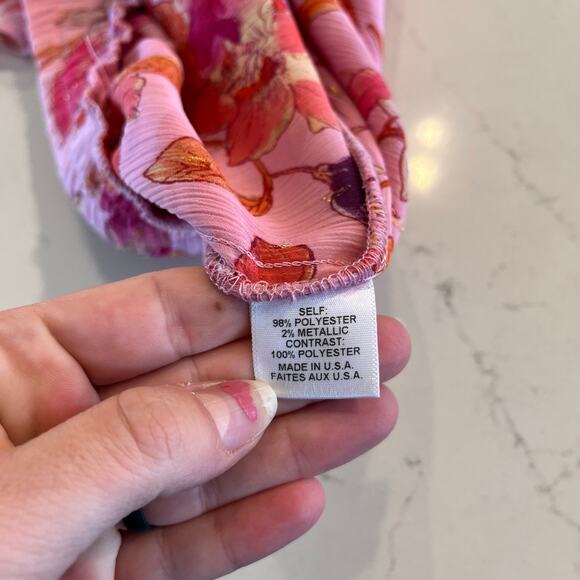 SELF:
98% POLYESTER
2% METALLIC
CONTRAST:
100% POLYESTER
MADE IN U.S.A.
FAITES AUX U.S.A.